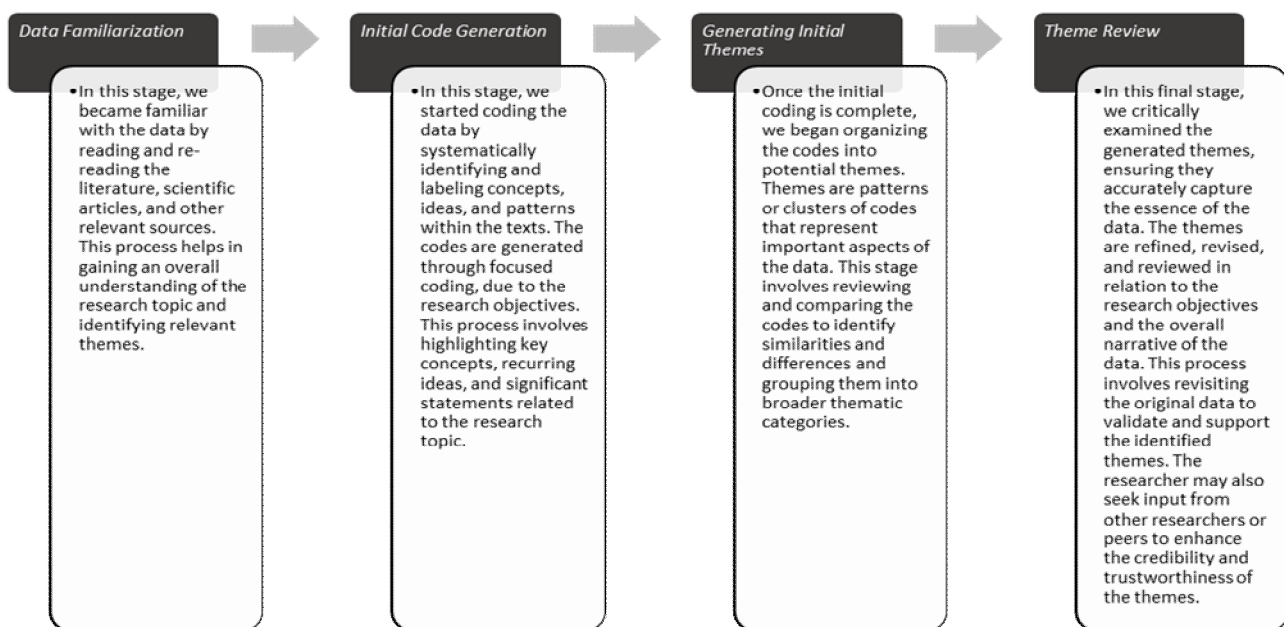 Data Familiarization
•In this stage, we
became familiar
with the data by
reading and re-
reading the
literature, scientific
articles, and other
relevant sources.
This process helps in
gaining an overall
understanding of the
research topic and
identifying relevant
themes.
Initial Code Generation
•In this stage, we
started coding the
data by
systematically
identifying and
labeling concepts,
ideas, and patterns
within the texts. The
codes are generated
through focused
coding, due to the
research objectives.
This process involves
highlighting key
concepts, recurring
ideas, and significant
statements related
to the research
topic.
Generating Initial
Themes
•Once the initial
coding is complete,
we began organizing
the codes into
potential themes.
Themes are patterns
or clusters of codes
that represent
important aspects of
the data. This stage
involves reviewing
and comparing the
codes to identify
similarities and
differences and
grouping them into
broader thematic
categories.
Theme Review
•In this final stage,
we critically
examined the
generated themes,
ensuring they
accurately capture
the essence of the
data. The themes
are refined, revised,
and reviewed in
relation to the
research objectives
and the overall
narrative of the
data. This process
involves revisiting
the original data to
validate and support
the identified
themes. The
researcher may also
seek input from
other researchers or
peers to enhance
the credibility and
trustworthiness of
the themes.